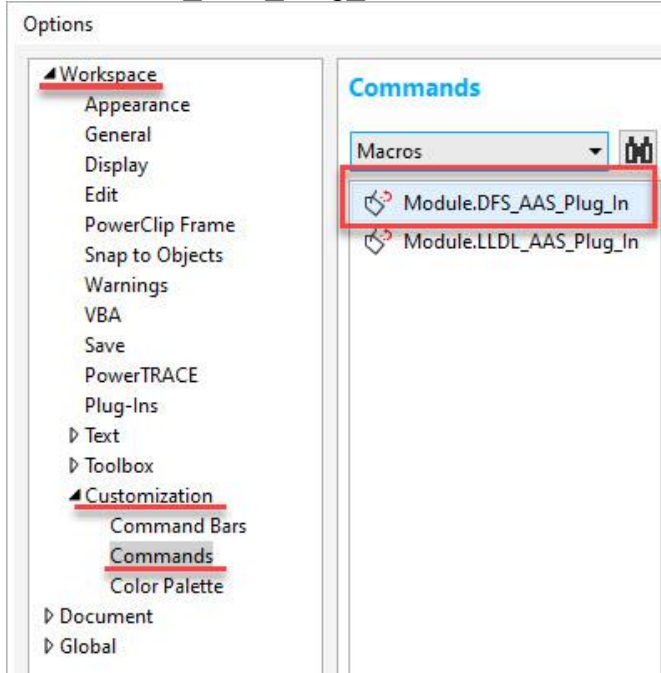 Options
Workspace
Appearance
General
Display
Edit
PowerClip Frame
Snap to Objects
Warnings
VBA
Save
PowerTRACE
Plug-Ins
Text
Toolbox
Customization
Command Bars
Commands
Color Palette
Document
Global
Commands
Macros
Module.DFS_AAS_Plug_In
Module.LLDL_AAS_Plug_In